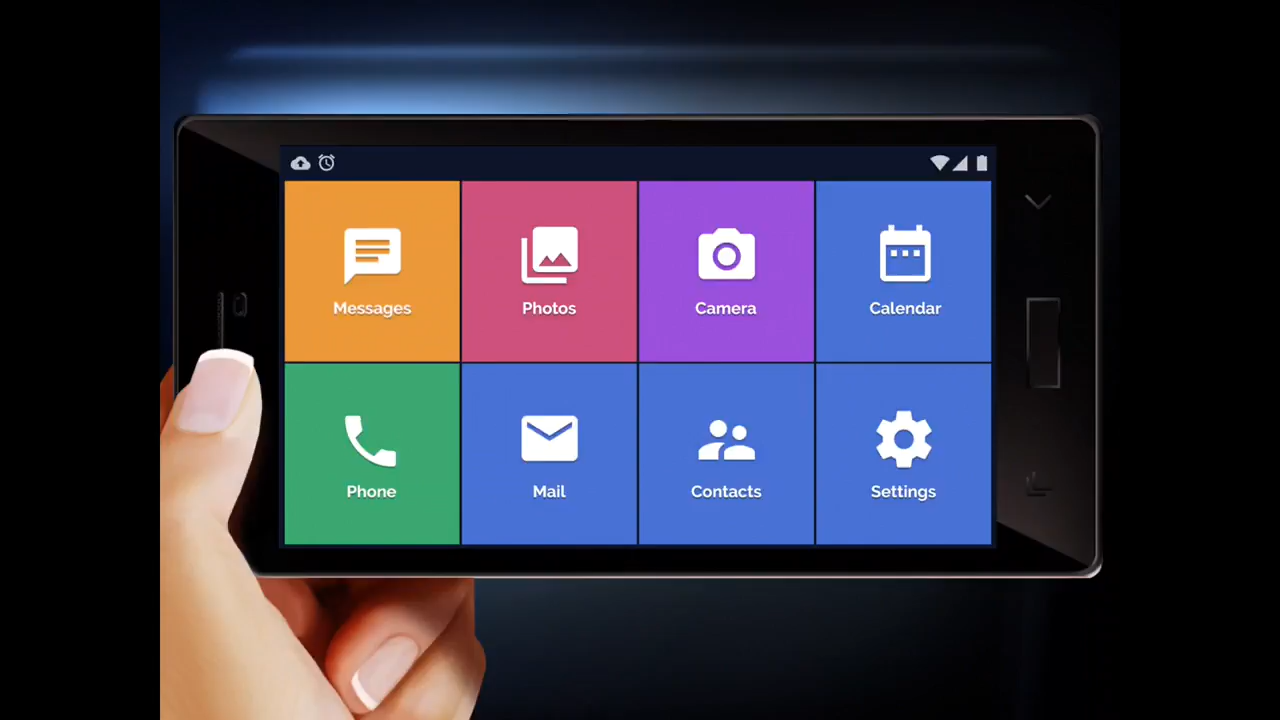 Messages
Photos
Camera
Calendar
Phone
Mail
Contacts
Settings